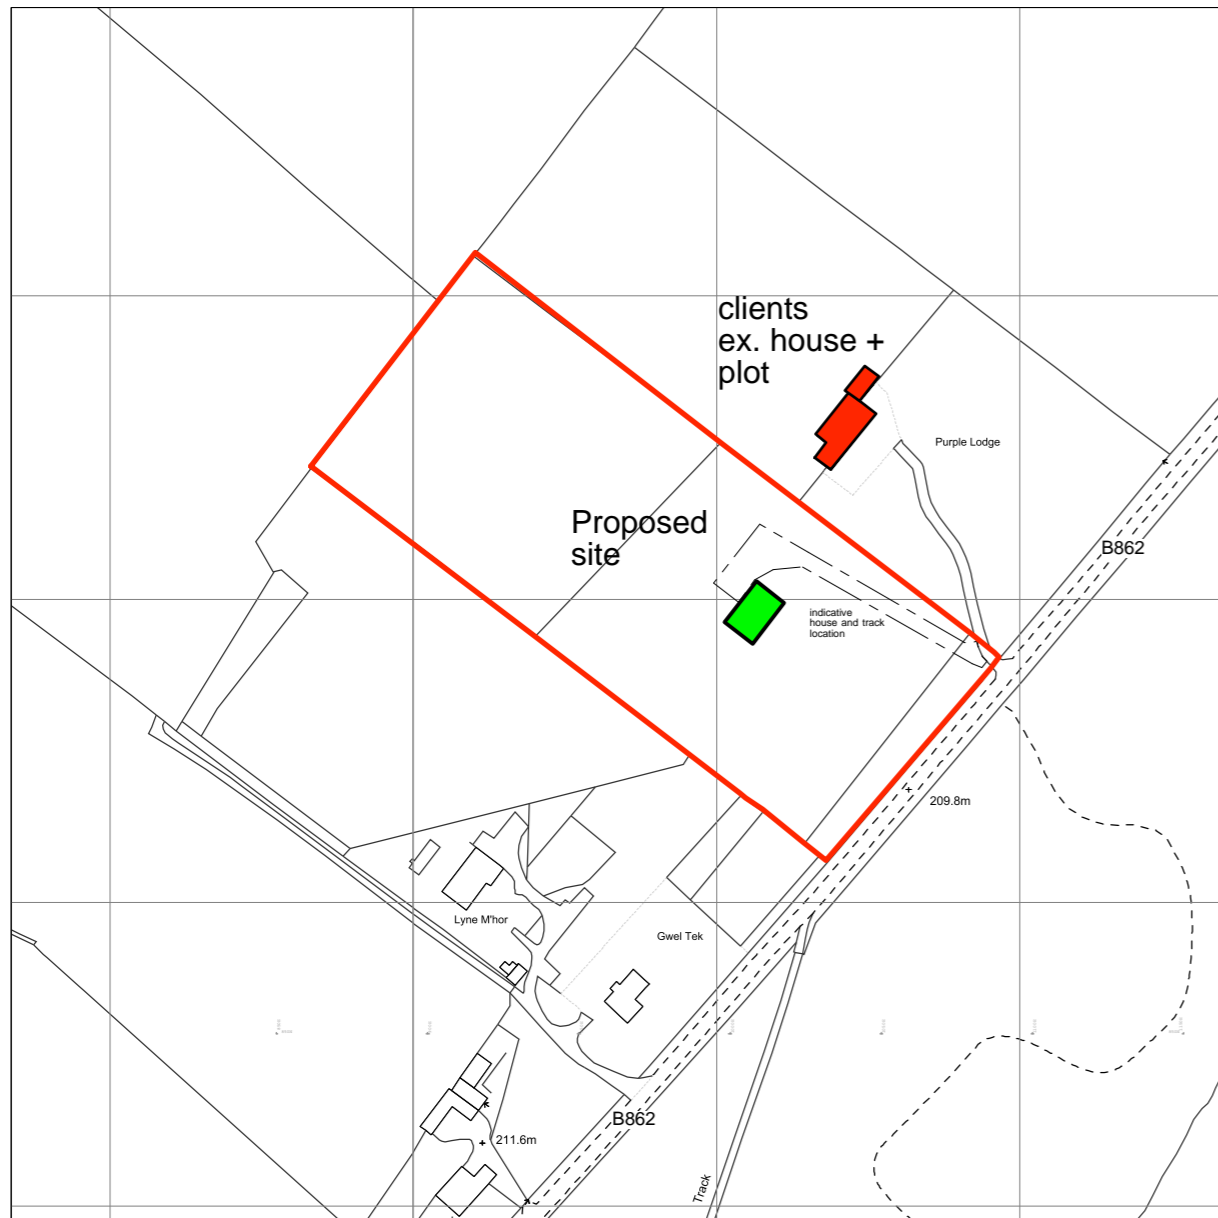 clients
ex. house +
plot
Purple Lodge
Proposed
site
B862
indicative
house and track
location
209.8m
Lyne M'hor
Gwel Tek
B862
211.6m
Track